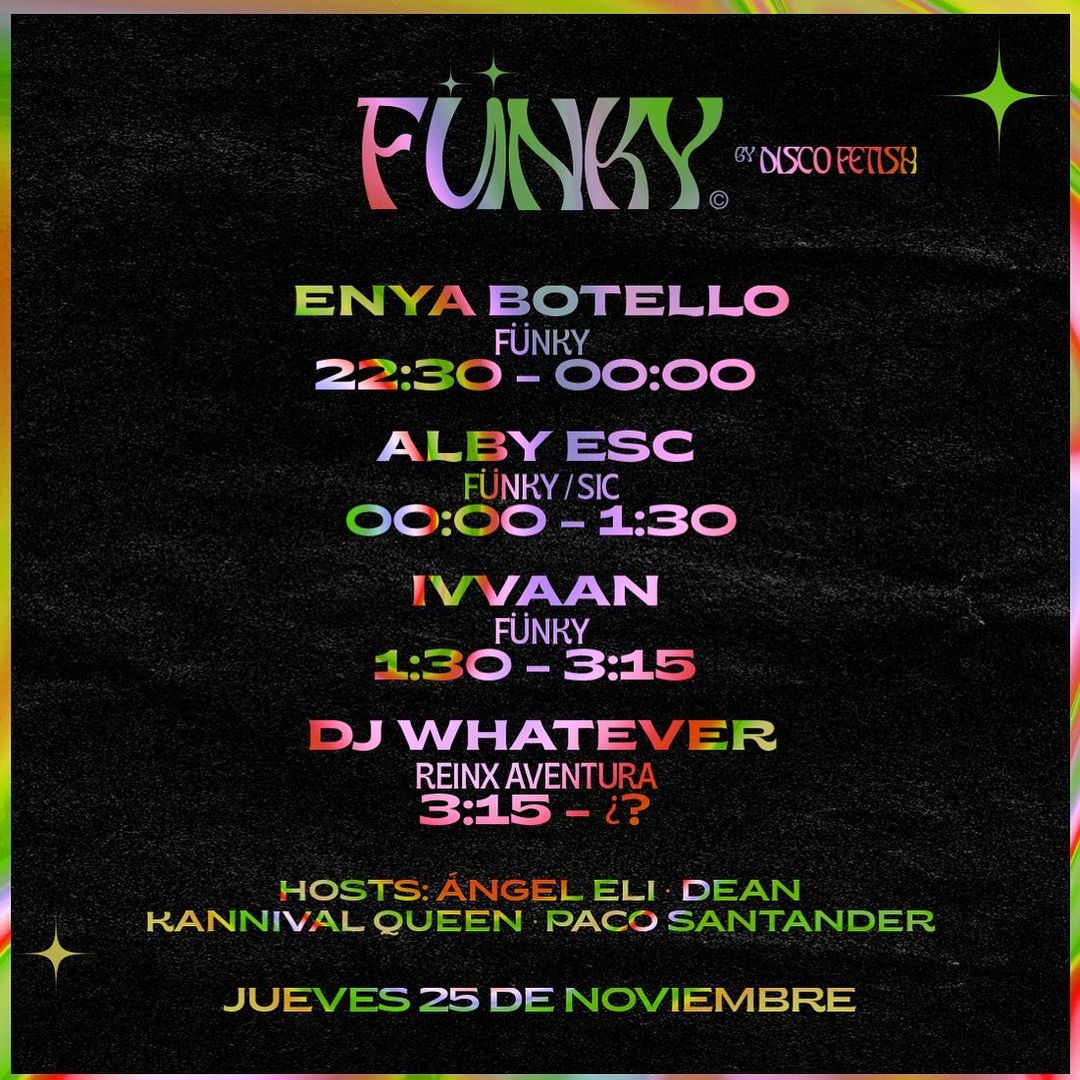 FÜNKY©
BY DISCO FETISH
ENYA BOTELLO
FÜNKY
22:30 – 00:00
ALBY ESC
FÜNKY / SIC
00:00 – 1:30
IVVAAN
FÜNKY
1:30 – 3:15
DJ WHATEVER
REINX AVENTURA
3:15 – ¿?
HOSTS: ÁNGEL ELI · DEAN
KANNIVAL QUEEN · PACO SANTANDER
JUEVES 25 DE NOVIEMBRE